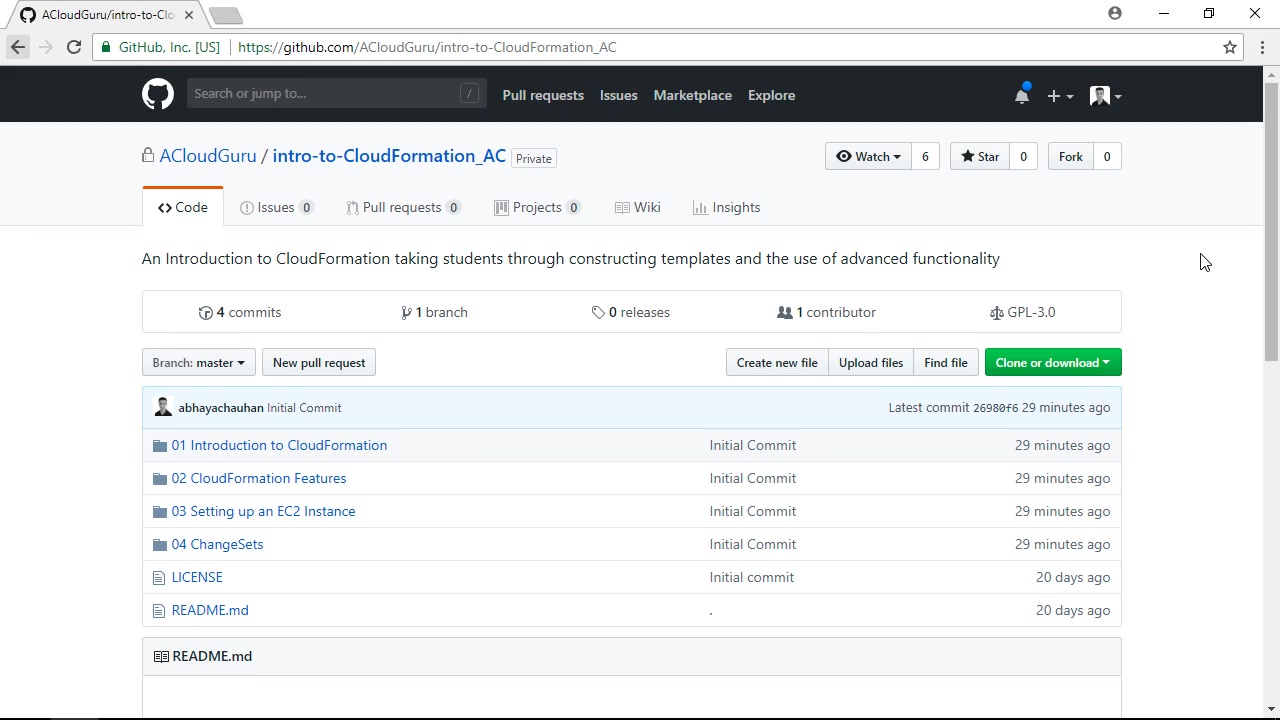 ACloudGuru/intro-to-Clo
GitHub, Inc. [US] https://github.com/ACloudGuru/intro-to-CloudFormation_AC
Search or jump to... / Pull requests Issues Marketplace Explore
ACloudGuru / intro-to-CloudFormation_AC Private Watch 6 Star 0 Fork 0
Code Issues 0 Pull requests 0 Projects 0 Wiki Insights
An Introduction to CloudFormation taking students through constructing templates and the use of advanced functionality
4 commits 1 branch 0 releases 1 contributor GPL-3.0
Branch: master New pull request Create new file Upload files Find file Clone or download
abhayachauhan Initial Commit Latest commit 26980f6 29 minutes ago
01 Introduction to CloudFormation Initial Commit 29 minutes ago
02 CloudFormation Features Initial Commit 29 minutes ago
03 Setting up an EC2 Instance Initial Commit 29 minutes ago
04 ChangeSets Initial Commit 29 minutes ago
LICENSE Initial commit 20 days ago
README.md . 20 days ago
README.md